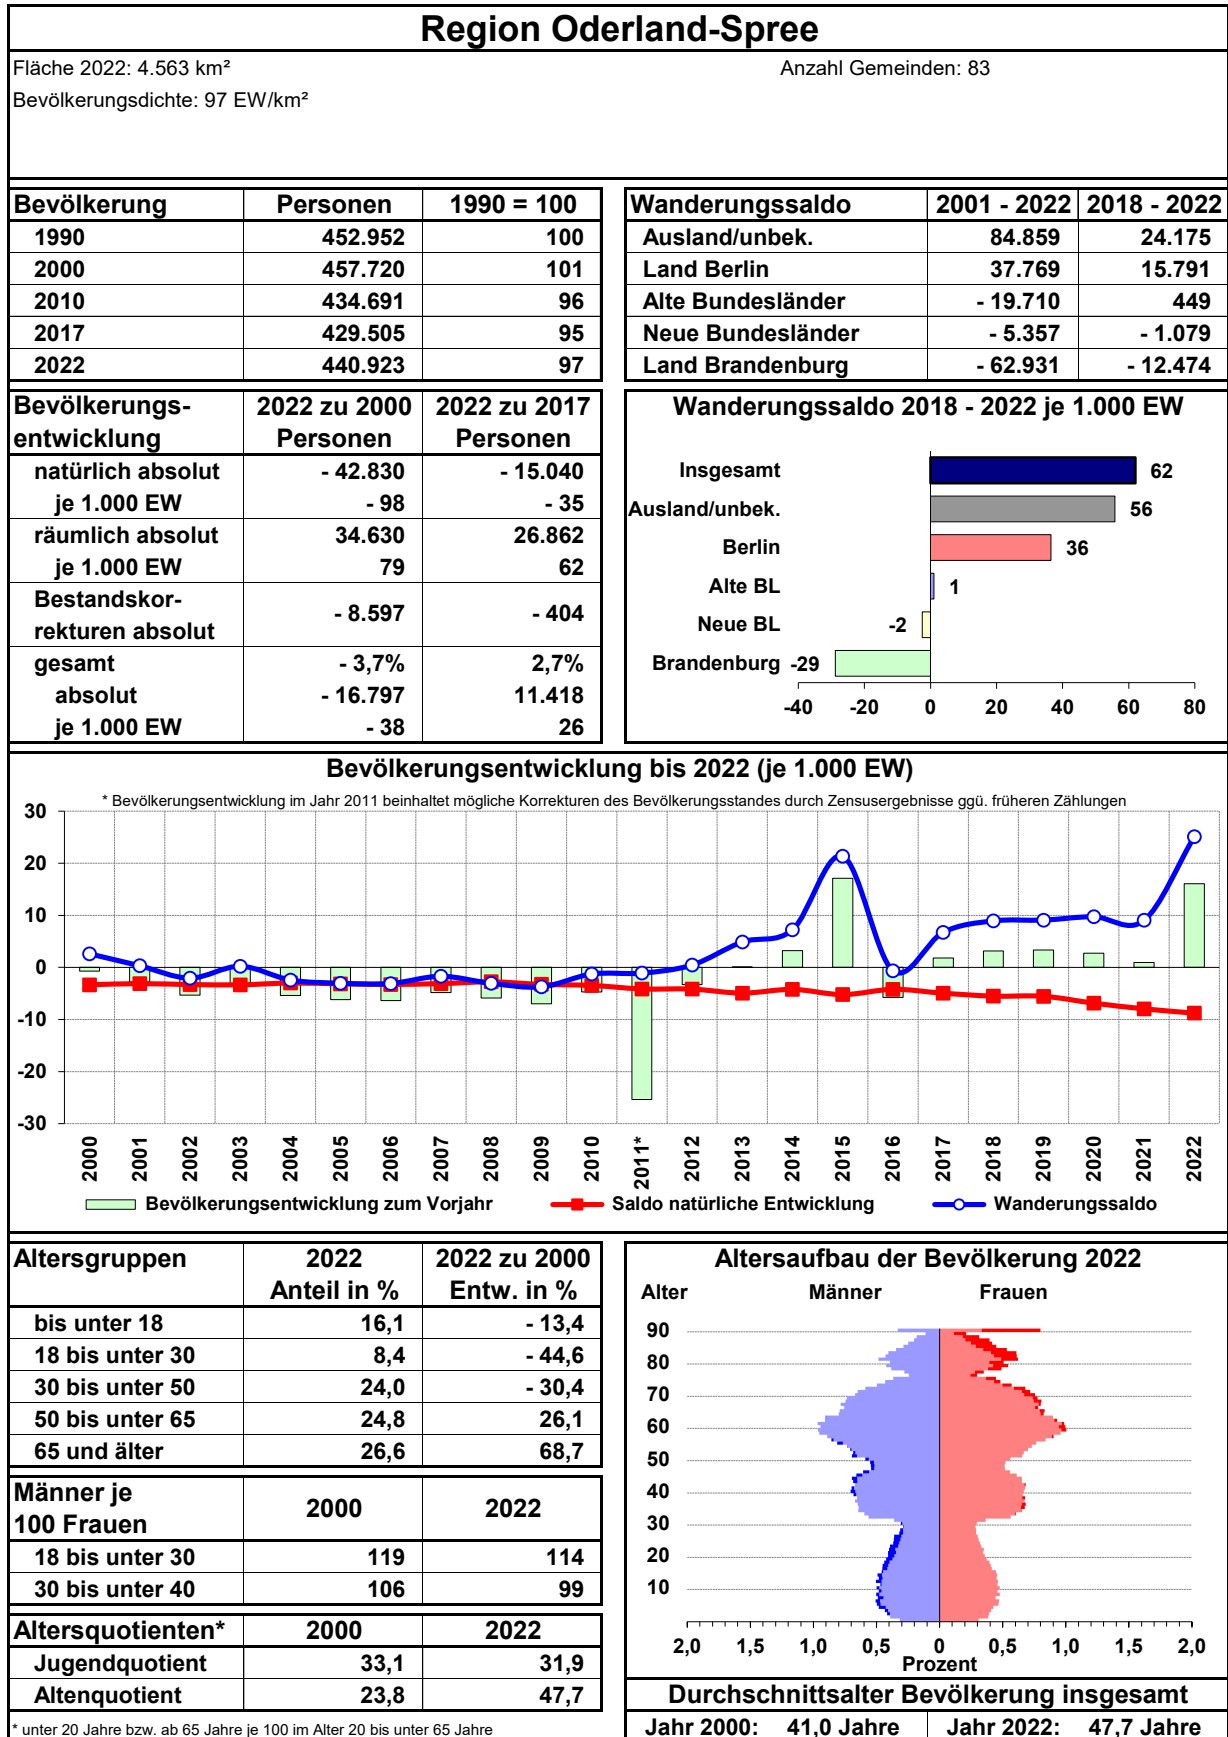 Region Oderland-Spree
Fläche 2022: 4.563 km² Anzahl Gemeinden: 83
Bevölkerungsdichte: 97 EW/km²
Bevölkerung Personen 1990 = 100
1990 452.952 100
2000 457.720 101
2010 434.691 96
2017 429.505 95
2022 440.923 97
Wanderungssaldo 2001 - 2022 2018 - 2022
Ausland/unbek. 84.859 24.175
Land Berlin 37.769 15.791
Alte Bundesländer - 19.710 449
Neue Bundesländer - 5.357 - 1.079
Land Brandenburg - 62.931 - 12.474
Bevölkerungs- 2022 zu 2000 2022 zu 2017
entwicklung Personen Personen
natürlich absolut - 42.830 - 15.040
je 1.000 EW - 98 - 35
räumlich absolut 34.630 26.862
je 1.000 EW 79 62
Bestandskor-
rekturen absolut - 8.597 - 404
gesamt - 3,7% 2,7%
absolut - 16.797 11.418
je 1.000 EW - 38 26
Wanderungssaldo 2018 - 2022 je 1.000 EW
Insgesamt 62
Ausland/unbek. 56
Berlin 36
Alte BL 1
Neue BL -2
Brandenburg -29
-40 -20 0 20 40 60 80
Bevölkerungsentwicklung bis 2022 (je 1.000 EW)
* Bevölkerungsentwicklung im Jahr 2011 beinhaltet mögliche Korrekturen des Bevölkerungsstandes durch Zensusergebnisse ggü. früheren Zählungen
30
20
10
0
-10
-20
-30
2000 2001 2002 2003 2004 2005 2006 2007 2008 2009 2010 2011* 2012 2013 2014 2015 2016 2017 2018 2019 2020 2021 2022
Bevölkerungsentwicklung zum Vorjahr Saldo natürliche Entwicklung Wanderungssaldo
Altersgruppen 2022 2022 zu 2000
Anteil in % Entw. in %
bis unter 18 16,1 - 13,4
18 bis unter 30 8,4 - 44,6
30 bis unter 50 24,0 - 30,4
50 bis unter 65 24,8 26,1
65 und älter 26,6 68,7
Männer je
100 Frauen 2000 2022
18 bis unter 30 119 114
30 bis unter 40 106 99
Altersquotienten* 2000 2022
Jugendquotient 33,1 31,9
Altenquotient 23,8 47,7
* unter 20 Jahre bzw. ab 65 Jahre je 100 im Alter 20 bis unter 65 Jahre
Altersaufbau der Bevölkerung 2022
Alter Männer Frauen
90
80
70
60
50
40
30
20
10
2,0 1,5 1,0 0,5 0 0,5 1,0 1,5 2,0
Prozent
Durchschnittsalter Bevölkerung insgesamt
Jahr 2000: 41,0 Jahre Jahr 2022: 47,7 Jahre